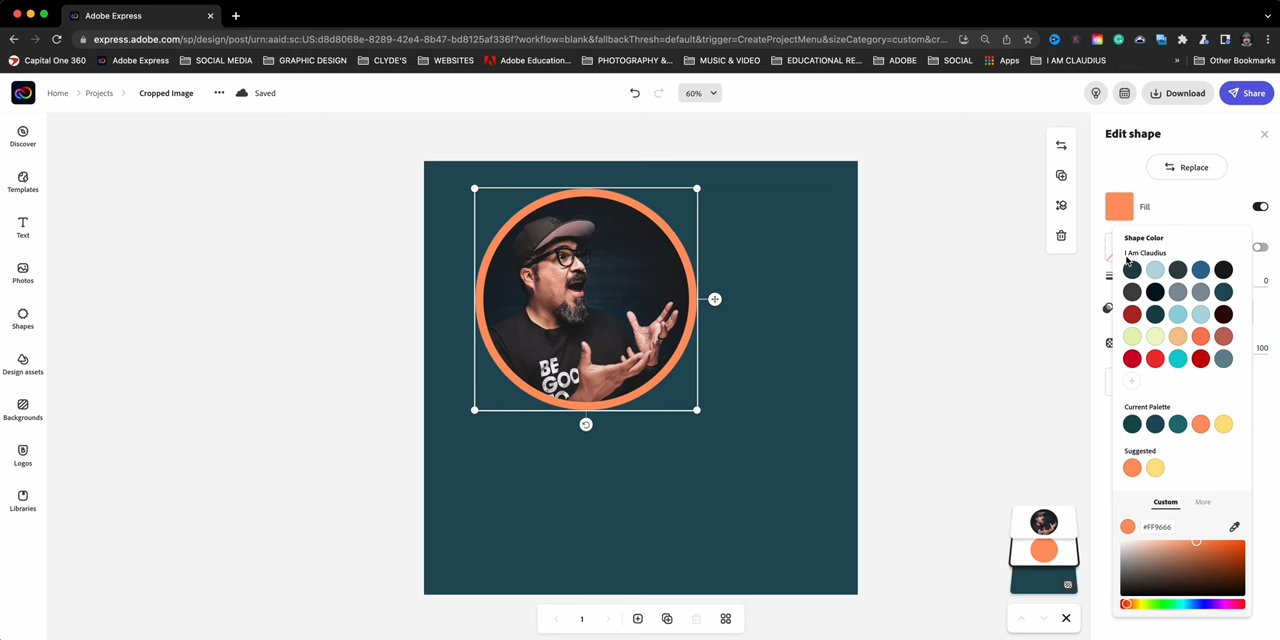 Adobe Express
express.adobe.com/sp/design/post/urn:aaid:sc:US:d8d8068e-8289-42e4-8b47-bd8125af336f?workflow=blank&fallbackThresh=default&trigger=CreateProjectMenu&sizeCategory=custom&cr...
Capital One 360 Adobe Express SOCIAL MEDIA GRAPHIC DESIGN CLYDE'S WEBSITES Adobe Education... PHOTOGRAPHY &... MUSIC & VIDEO EDUCATIONAL RE... ADOBE SOCIAL Apps I AM CLAUDIUS » Other Bookmarks
Home Projects Cropped Image ••• Saved 60% Download Share
Discover
Templates
Text
Photos
Shapes
Design assets
Backgrounds
Logos
Libraries
BE
GOO
1
Edit shape
Replace
Fill
Shape Color
I Am Claudius
0
100
Current Palette
Suggested
Custom More
#FF9666